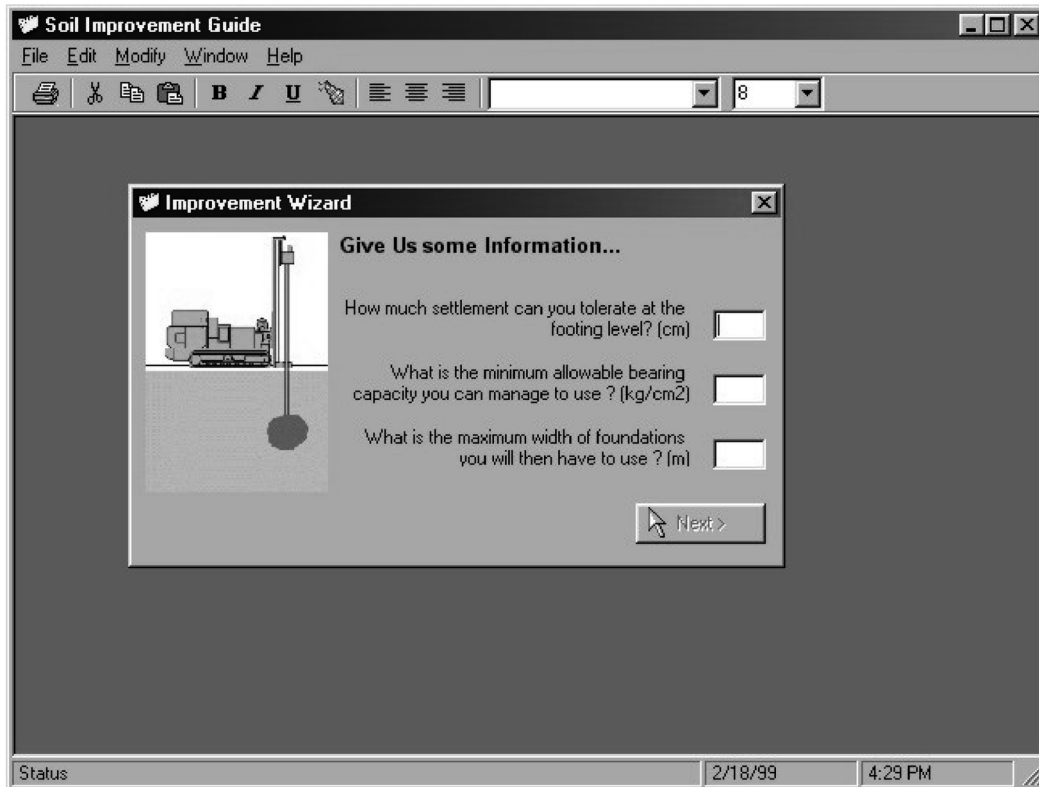 Soil Improvement Guide
File Edit Modify Window Help
B I U 8
Improvement Wizard
Give Us some Information...
How much settlement can you tolerate at the
footing level? (cm)
What is the minimum allowable bearing
capacity you can manage to use ? (kg/cm2)
What is the maximum width of foundations
you will then have to use ? (m)
Next >
Status 2/18/99 4:29 PM